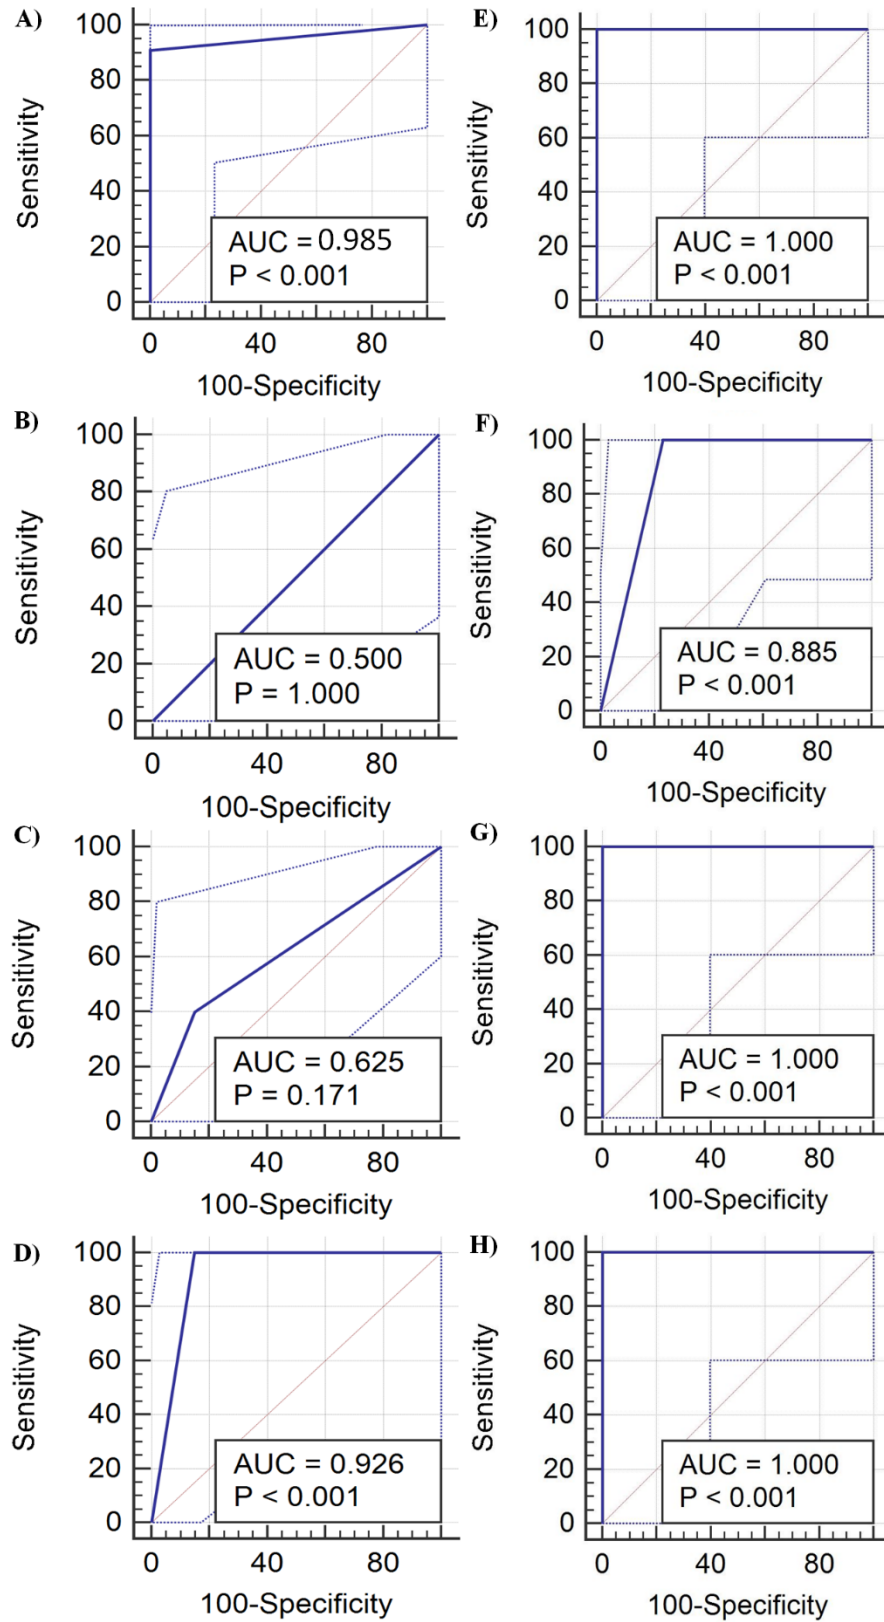 A)
Sensitivity
100
80
60
40
20
0
AUC = 0.985
P < 0.001
0 40 80
100-Specificity
B)
Sensitivity
100
80
60
40
20
0
AUC = 0.500
P = 1.000
0 40 80
100-Specificity
C)
Sensitivity
100
80
60
40
20
0
AUC = 0.625
P = 0.171
0 40 80
100-Specificity
D)
Sensitivity
100
80
60
40
20
0
AUC = 0.926
P < 0.001
0 40 80
100-Specificity
E)
Sensitivity
100
80
60
40
20
0
AUC = 1.000
P < 0.001
0 40 80
100-Specificity
F)
Sensitivity
100
80
60
40
20
0
AUC = 0.885
P < 0.001
0 40 80
100-Specificity
G)
Sensitivity
100
80
60
40
20
0
AUC = 1.000
P < 0.001
0 40 80
100-Specificity
H)
Sensitivity
100
80
60
40
20
0
AUC = 1.000
P < 0.001
0 40 80
100-Specificity